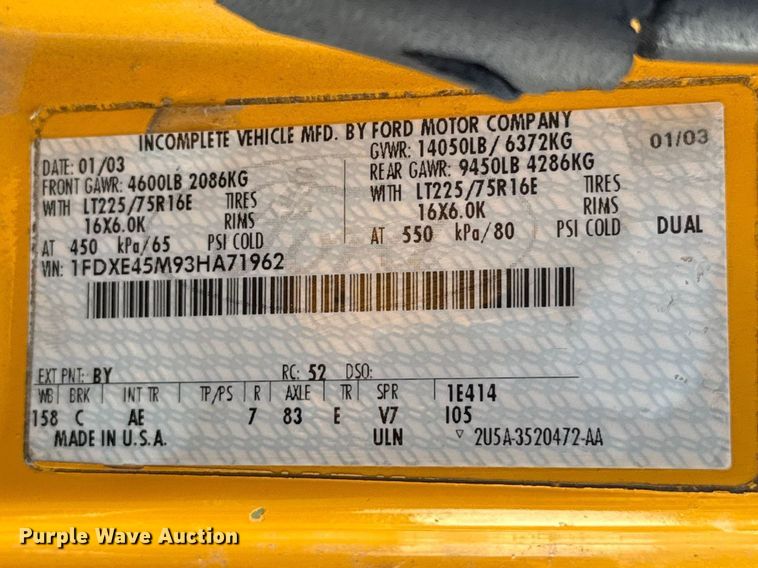 INCOMPLETE VEHICLE MFD. BY FORD MOTOR COMPANY
DATE: 01/03 GVWR: 14050LB/ 6372KG 01/03
FRONT GAWR: 4600LB 2086KG REAR GAWR: 9450LB 4286KG
WITH LT225/75R16E TIRES WITH LT225/75R16E TIRES
16X6.0K RIMS 16X6.0K RIMS DUAL
AT 450 kPa/65 PSI COLD AT 550 kPa/80 PSI COLD
VIN: 1FDXE45M93HA71962
EXT PNT: BY RC: 52 DSO:
WB BRK INT TR TP/PS R AXLE TR SPR 1E414
158 C AE 7 83 E V7 I05
MADE IN U.S.A. ULN ▽ 2U5A-3520472-AA
Purple Wave Auction